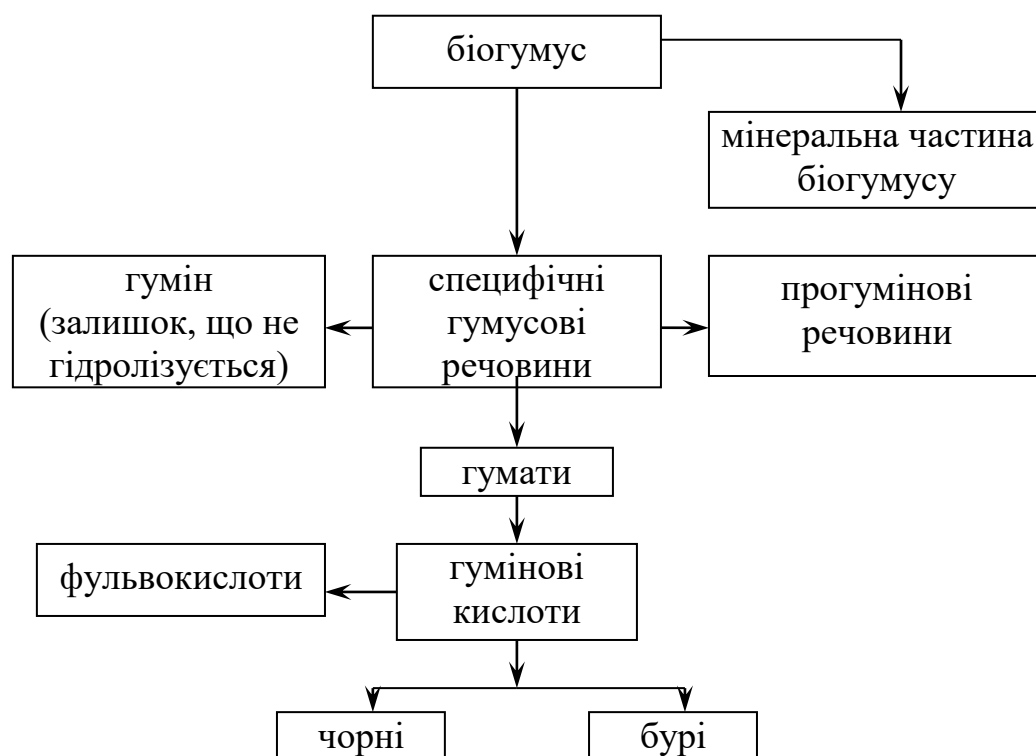 біогумус
мінеральна частина
біогумусу
гумін
(залишок, що не
гідролізується)
специфічні
гумусові
речовини
прогумінові
речовини
гумати
фульвокислоти
гумінові
кислоти
чорні
бурі